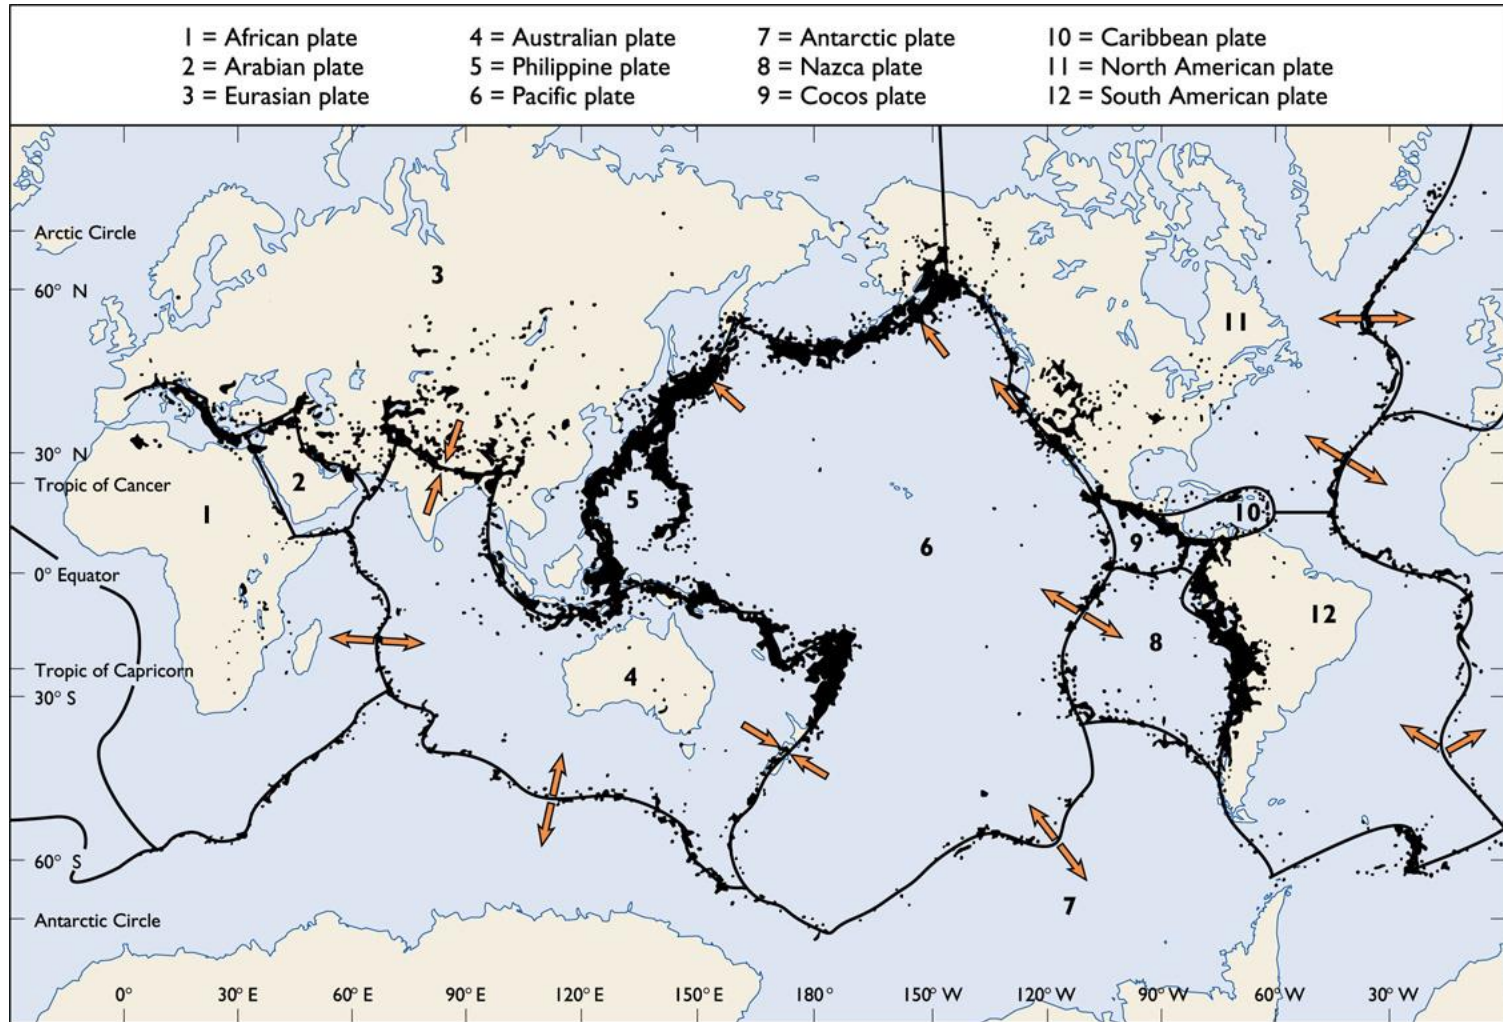 1 = African plate
2 = Arabian plate
3 = Eurasian plate
4 = Australian plate
5 = Philippine plate
6 = Pacific plate
7 = Antarctic plate
8 = Nazca plate
9 = Cocos plate
10 = Caribbean plate
11 = North American plate
12 = South American plate
Arctic Circle
60° N
30° N
Tropic of Cancer
0° Equator
Tropic of Capricorn
30° S
60° S
Antarctic Circle
3
11
2
5
1
10
9
6
12
8
4
7
0°
30° E
60° E
90° E
120° E
150° E
180°
150° W
120° W
90° W
60° W
30° W